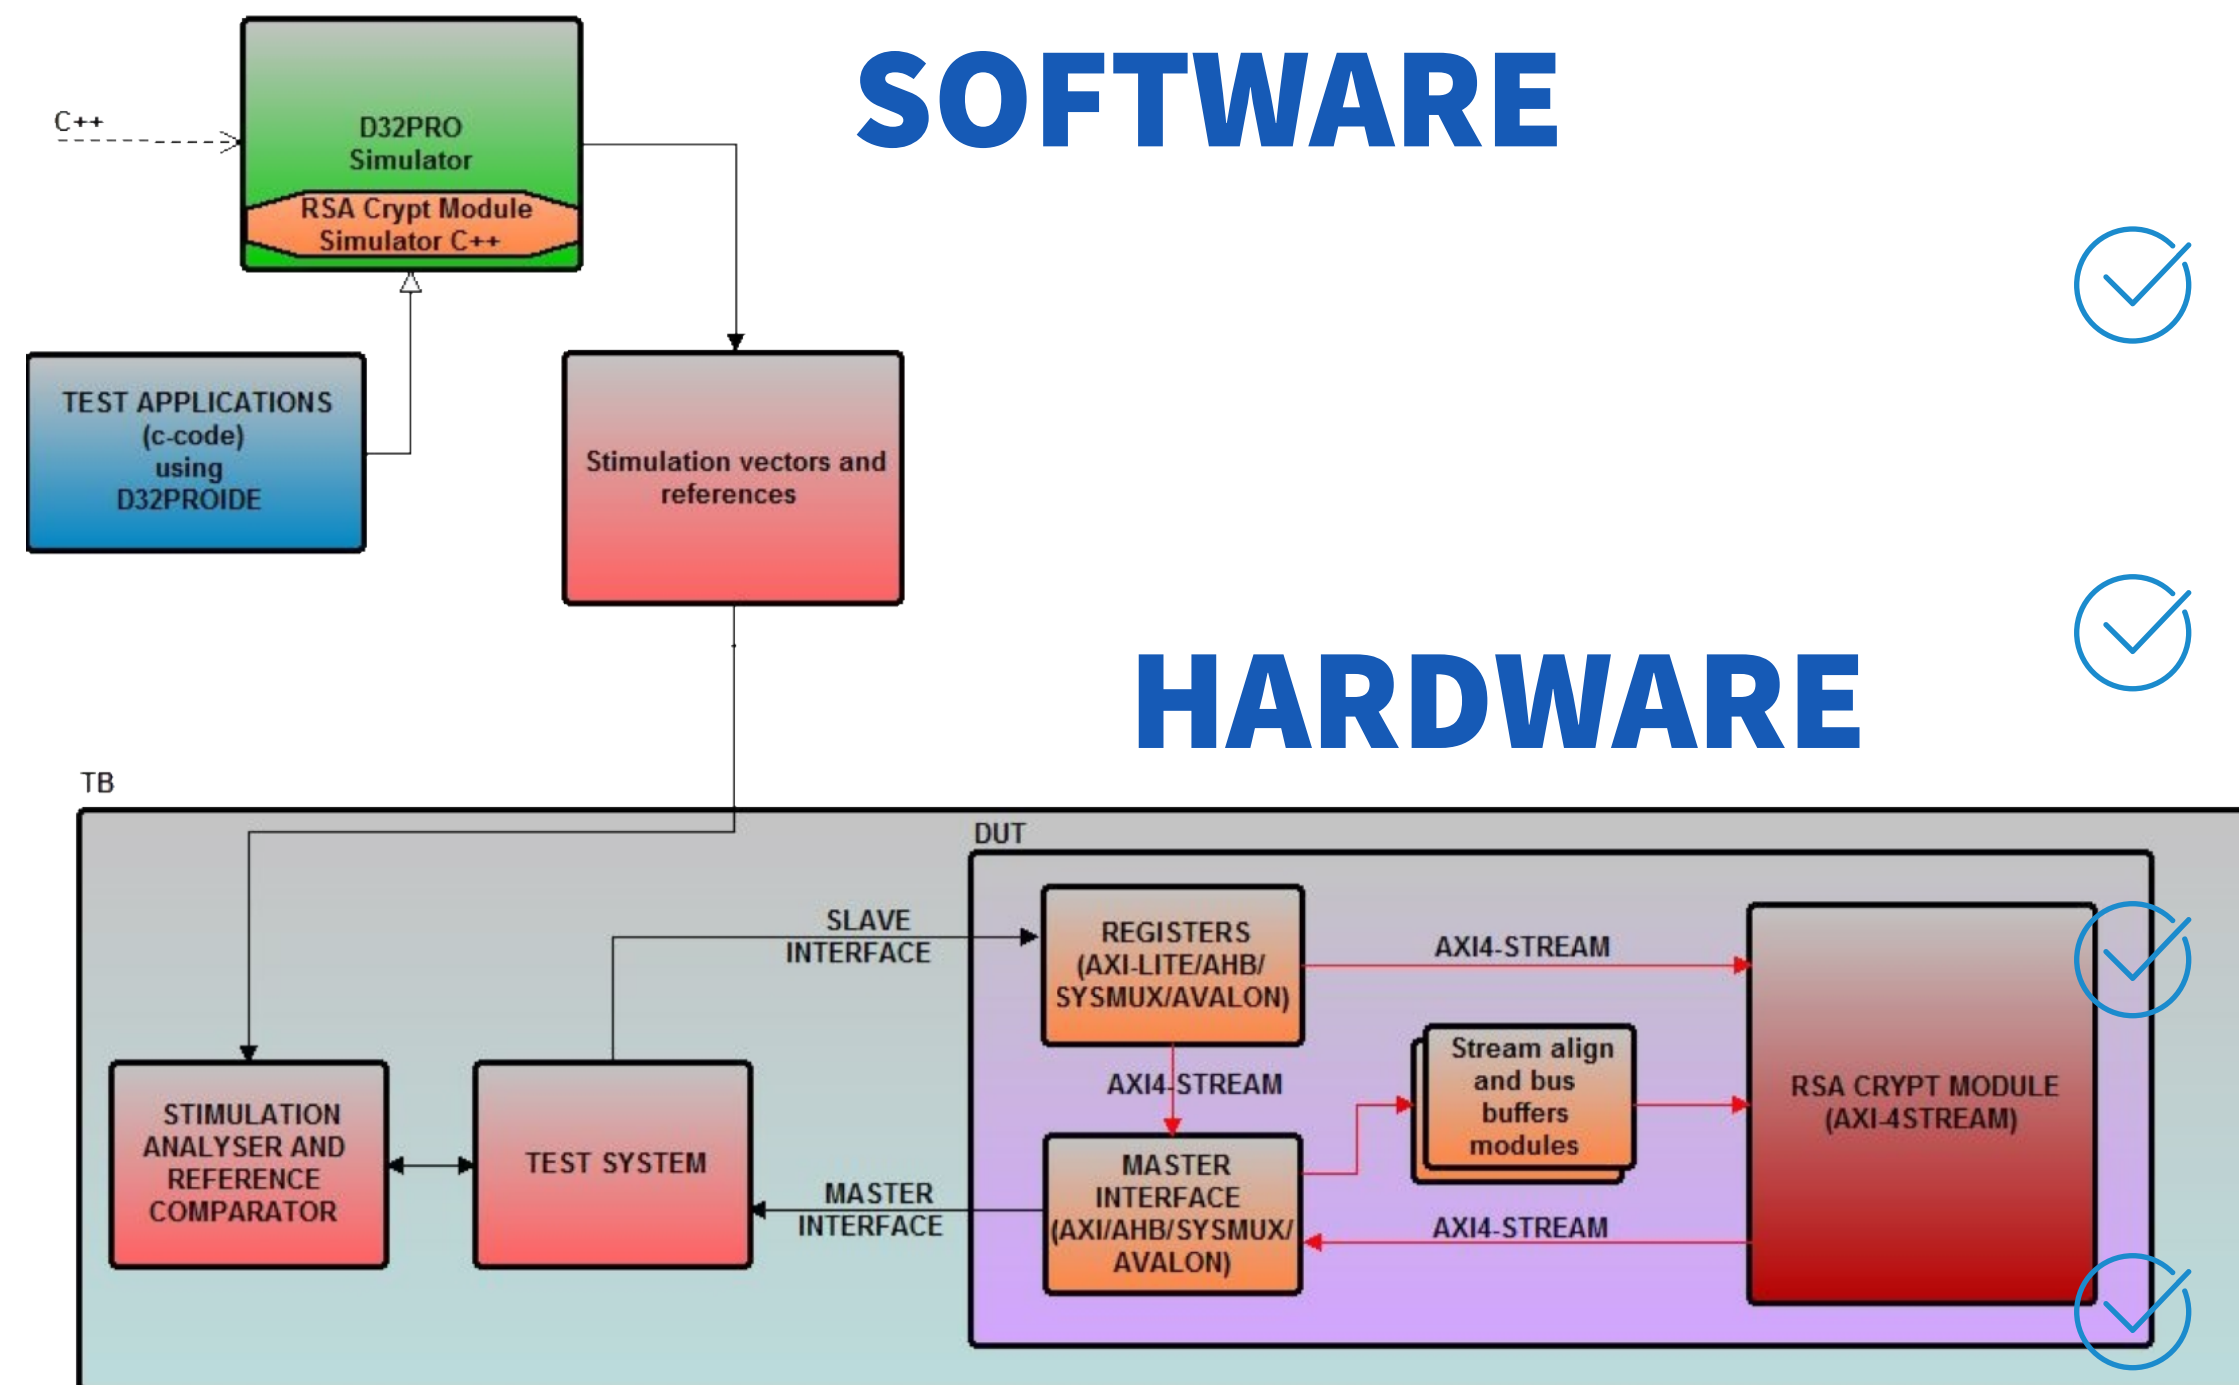 SOFTWARE
C++
D32PRO
Simulator
RSA Crypt Module
Simulator C++
TEST APPLICATIONS
(c-code)
using
D32PROIDE
Stimulation vectors and
references
HARDWARE
TB
DUT
SLAVE
INTERFACE
REGISTERS
(AXI-LITE/AHB/
SYSMUX/AVALON)
AXI4-STREAM
AXI4-STREAM
Stream align
and bus
buffers
modules
RSA CRYPT MODULE
(AXI-4STREAM)
STIMULATION
ANALYSER AND
REFERENCE
COMPARATOR
TEST SYSTEM
MASTER
INTERFACE
MASTER
INTERFACE
(AXI/AHB/SYSMUX/
AVALON)
AXI4-STREAM